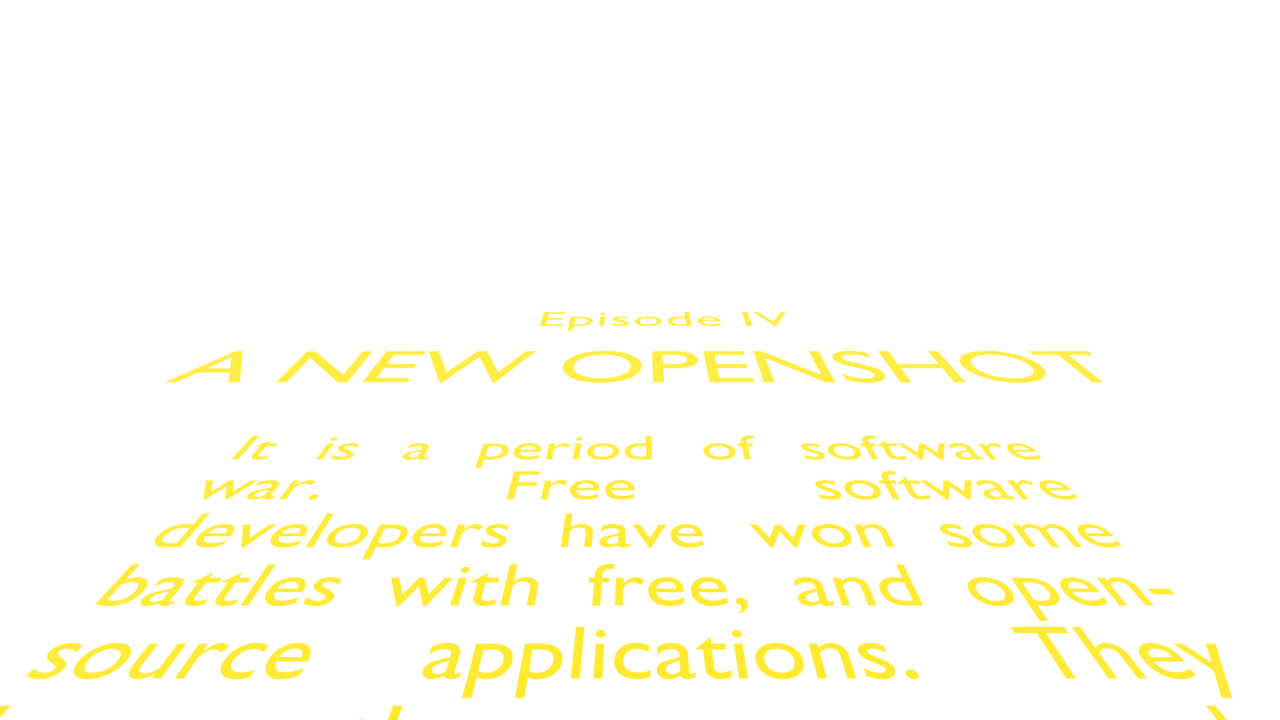 Episode IV
A NEW OPENSHOT
It is a period of software
war. Free software
developers have won some
battles with free, and open-
source applications. They